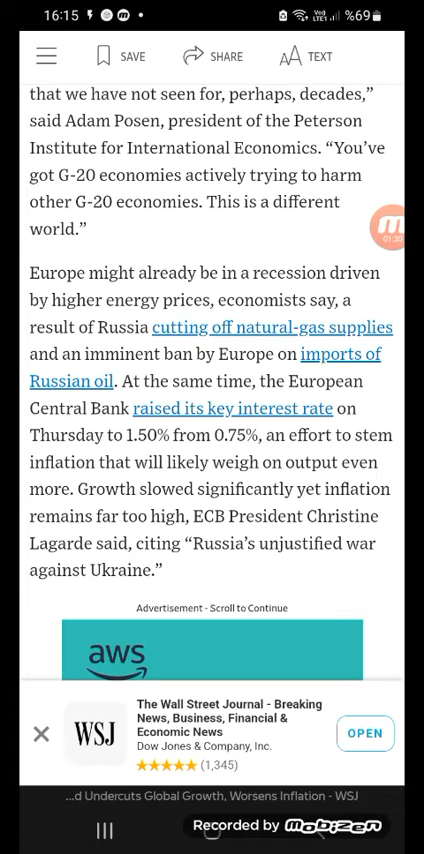 16:15 %69
SAVE SHARE AA TEXT
that we have not seen for, perhaps, decades,”
said Adam Posen, president of the Peterson
Institute for International Economics. “You’ve
got G-20 economies actively trying to harm
other G-20 economies. This is a different
world.”
01:30
Europe might already be in a recession driven
by higher energy prices, economists say, a
result of Russia cutting off natural-gas supplies
and an imminent ban by Europe on imports of
Russian oil. At the same time, the European
Central Bank raised its key interest rate on
Thursday to 1.50% from 0.75%, an effort to stem
inflation that will likely weigh on output even
more. Growth slowed significantly yet inflation
remains far too high, ECB President Christine
Lagarde said, citing “Russia’s unjustified war
against Ukraine.”
Advertisement - Scroll to Continue
aws
WSJ
The Wall Street Journal - Breaking
News, Business, Financial &
Economic News
Dow Jones & Company, Inc.
(1,345)
OPEN
...d Undercuts Global Growth, Worsens Inflation - WSJ
Recorded by mobizen